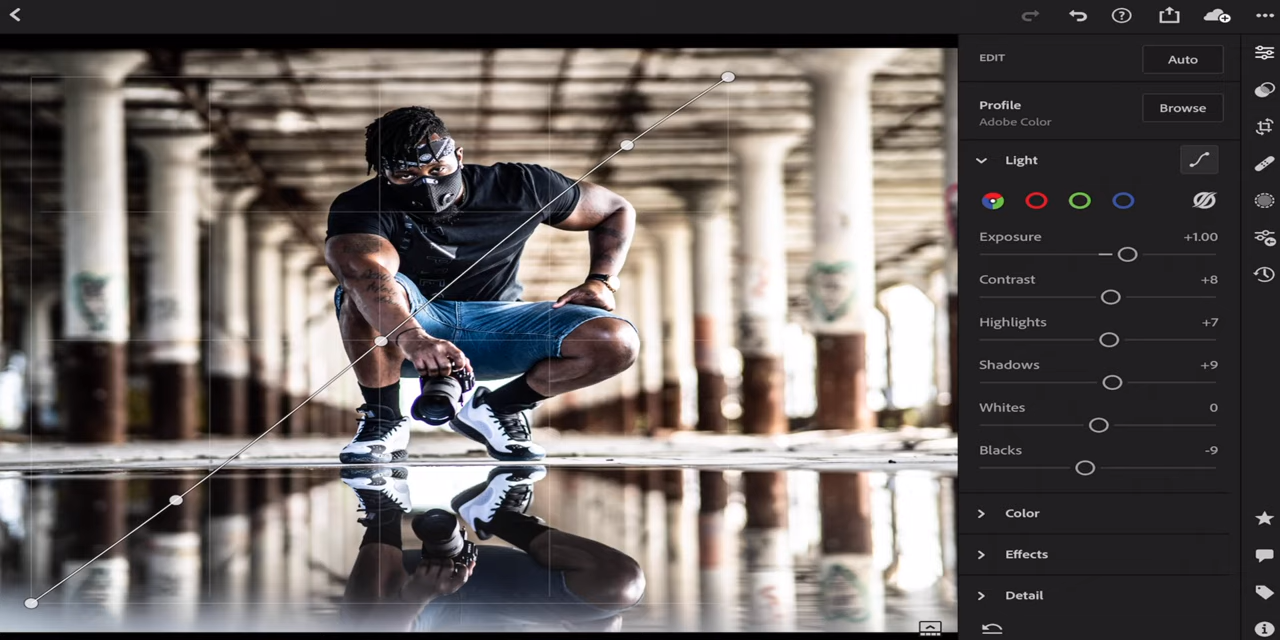 EDIT
Auto
Profile
Adobe Color
Browse
Light
Exposure +1.00
Contrast +8
Highlights +7
Shadows +9
Whites 0
Blacks -9
Color
Effects
Detail